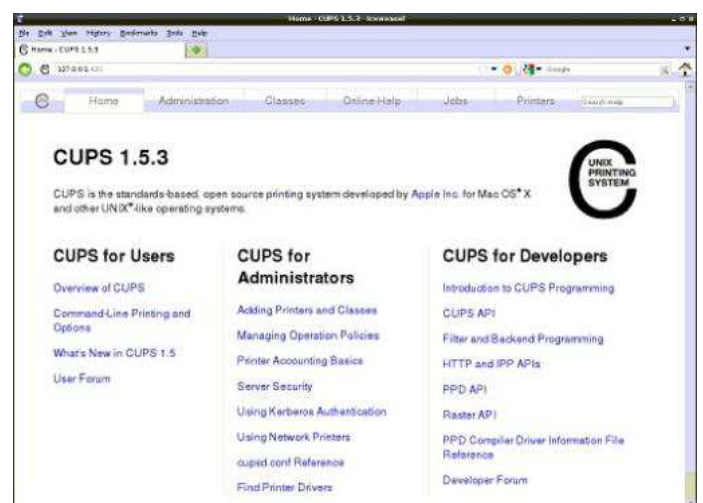 Home - CUPS 1.5.3 - Iceweasel
File Edit View History Bookmarks Tools Help
Home - CUPS 1.5.3
Google
Home Administration Classes Online Help Jobs Printers Search Help
CUPS 1.5.3
UNIX
PRINTING
SYSTEM
CUPS is the standards-based, open source printing system developed by Apple Inc. for Mac OS® X
and other UNIX®-like operating systems.
CUPS for Users
Overview of CUPS
Command-Line Printing and
Options
What's New in CUPS 1.5
User Forum
CUPS for
Administrators
Adding Printers and Classes
Managing Operation Policies
Printer Accounting Basics
Server Security
Using Kerberos Authentication
Using Network Printers
cupsd.conf Reference
Find Printer Drivers
CUPS for Developers
Introduction to CUPS Programming
CUPS API
Filter and Backend Programming
HTTP and IPP APIs
PPD API
Raster API
PPD Compiler Driver Information File
Reference
Developer Forum